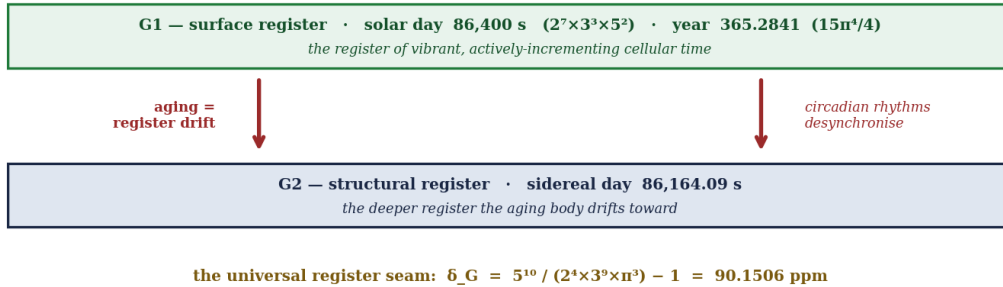 G1 — surface register · solar day 86,400 s (2⁷×3³×5²) · year 365.2841 (15π⁴/4)
the register of vibrant, actively-incrementing cellular time
aging =
register drift
circadian rhythms
desynchronise
G2 — structural register · sidereal day 86,164.09 s
the deeper register the aging body drifts toward
the universal register seam: δ_G = 5¹⁰ / (2⁴×3⁹×π³) − 1 = 90.1506 ppm